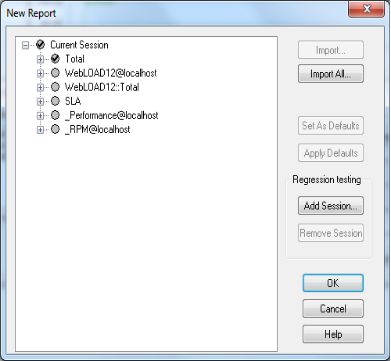 New Report
Current Session
Total
WebLOAD12@localhost
WebLOAD12::Total
SLA
_Performance@localhost
_RPM@localhost
Import...
Import All...
Set As Defaults
Apply Defaults
Regression testing
Add Session...
Remove Session
OK
Cancel
Help